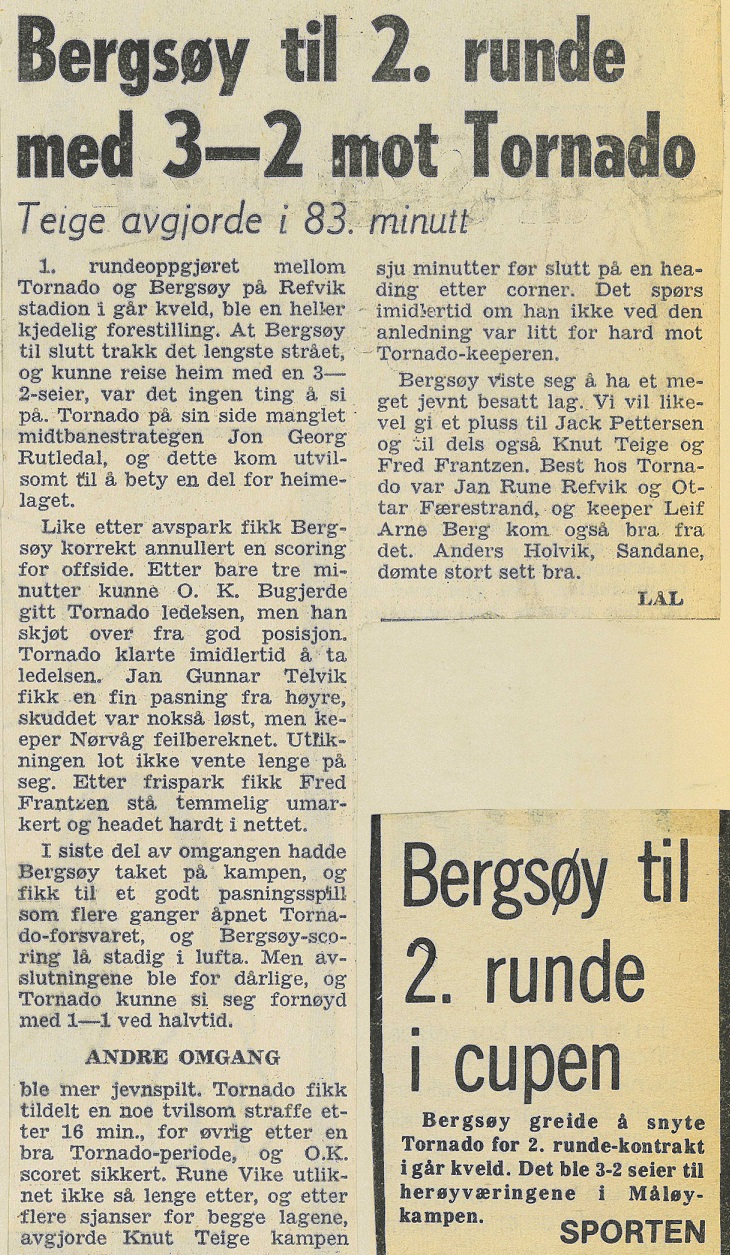 Bergsøy til 2. runde
med 3—2 mot Tornado
Teige avgjorde i 83. minutt
1. rundeoppgjøret mellom
Tornado og Bergsøy på Refvik
stadion i går kveld, ble en heller
kjedelig forestilling. At Bergsøy
til slutt trakk det lengste strået,
og kunne reise heim med en 3—
2-seier, var det ingen ting å si
på. Tornado på sin side manglet
midtbanestrategen Jon Georg
Rutledal, og dette kom utvil-
somt til å bety en del for heime-
laget.
Like etter avspark fikk Berg-
søy korrekt annullert en scoring
for offside. Etter bare tre mi-
nutter kunne O. K. Bugjerde
gitt Tornado ledelsen, men han
skjøt over fra god posisjon.
Tornado klarte imidlertid å ta
ledelsen. Jan Gunnar Telvik
fikk en fin pasning fra høyre,
skuddet var nokså løst, men ke-
eper Nørvåg feilbereknet. Utlik-
ningen lot ikke vente lenge på
seg. Etter frispark fikk Fred
Frantzen stå temmelig umar-
kert og headet hardt i nettet.
I siste del av omgangen hadde
Bergsøy taket på kampen, og
fikk til et godt pasningsspill
som flere ganger åpnet Torna-
do-forsvaret, og Bergsøy-sco-
ring lå stadig i lufta. Men av-
slutningene ble for dårlige, og
Tornado kunne si seg fornøyd
med 1—1 ved halvtid.
ANDRE OMGANG
ble mer jevnspilt. Tornado fikk
tildelt en noe tvilsom straffe et-
ter 16 min., for øvrig etter en
bra Tornado-periode, og O.K.
scoret sikkert. Rune Vike utlik-
net ikke så lenge etter, og etter
flere sjanser for begge lagene,
avgjorde Knut Teige kampen
sju minutter før slutt på en hea-
ding etter corner. Det spørs
imidlertid om han ikke ved den
anledning var litt for hard mot
Tornado-keeperen.
Bergsøy viste seg å ha et me-
get jevnt besatt lag. Vi vil like-
vel gi et pluss til Jack Pettersen
og til dels også Knut Teige og
Fred Frantzen. Best hos Torna-
do var Jan Rune Refvik og Ot-
tar Færestrand, og keeper Leif
Arne Berg kom også bra fra
det. Anders Holvik, Sandane,
dømte stort sett bra.
LAL
Bergsøy til
2. runde
i cupen
Bergsøy greide å snyte
Tornado for 2. runde-kontrakt
i går kveld. Det ble 3-2 seier til
herøyværingene i Måløy-
kampen.
SPORTEN